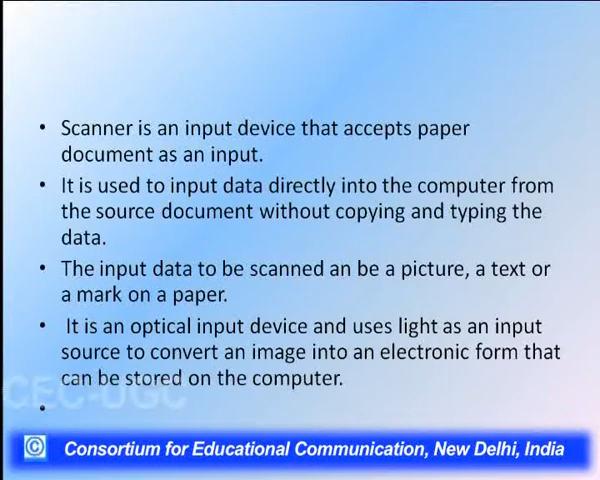 • Scanner is an input device that accepts paper
document as an input.
• It is used to input data directly into the computer from
the source document without copying and typing the
data.
• The input data to be scanned an be a picture, a text or
a mark on a paper.
• It is an optical input device and uses light as an input
source to convert an image into an electronic form that
can be stored on the computer.
CEC-UGC
•
© Consortium for Educational Communication, New Delhi, India